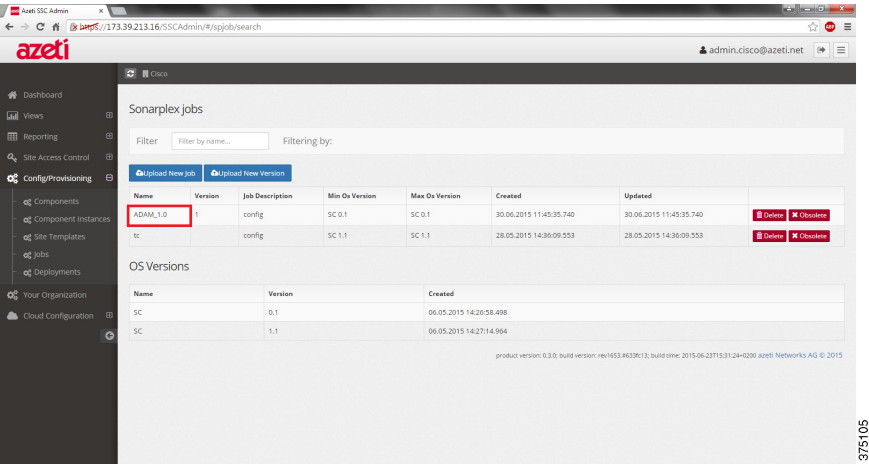 Azeti SSC Admin
https://173.39.213.16/SSCAdmin/#/spjob/search
ABP
azeti
admin.cisco@azeti.net
Cisco
Dashboard
Views
Reporting
Site Access Control
Config/Provisioning
Components
Component Instances
Site Templates
Jobs
Deployments
Your Organization
Cloud Configuration
Sonarplex jobs
Filter Filter by name... Filtering by:
Upload New Job Upload New Version
Name Version Job Description Min Os Version Max Os Version Created Updated
ADAM_1.0 1 config SC 0.1 SC 0.1 30.06.2015 11:45:35.740 30.06.2015 11:45:35.740 Delete Obsolete
tc config SC 1.1 SC 1.1 28.05.2015 14:36:09.553 28.05.2015 14:36:09.553 Delete Obsolete
OS Versions
Name Version Created
SC 0.1 06.05.2015 14:26:58.498
SC 1.1 06.05.2015 14:27:14.964
product version: 0.3.0; build version: rev1653.#633fc13; build time: 2015-06-23T15:31:24+0200 azeti Networks AG © 2015
375105